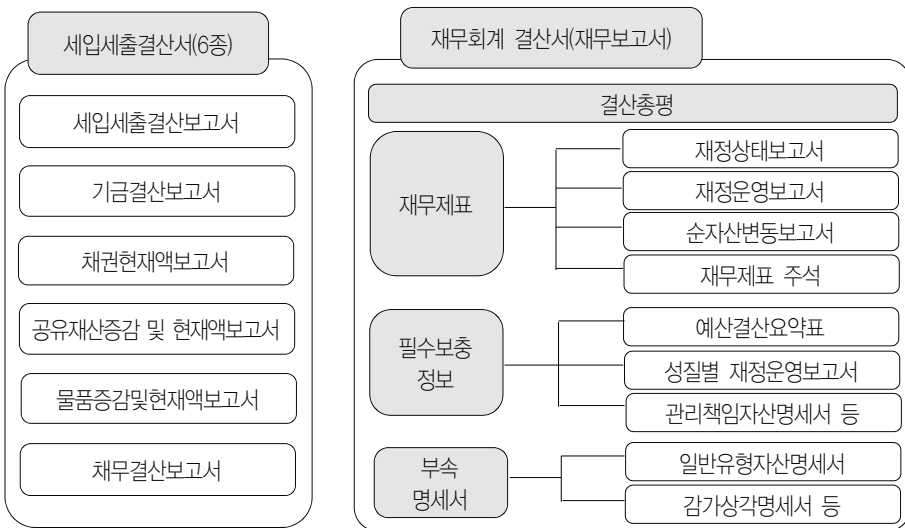 세입세출결산서(6종)
세입세출결산보고서
기금결산보고서
채권현재액보고서
공유재산증감 및 현재액보고서
물품증감및현재액보고서
채무결산보고서
재무회계 결산서(재무보고서)
결산총평
재무제표
재정상태보고서
재정운영보고서
순자산변동보고서
재무제표 주석
필수보충
정보
예산결산요약표
성질별 재정운영보고서
관리책임자산명세서 등
부속
명세서
일반유형자산명세서
감가상각명세서 등